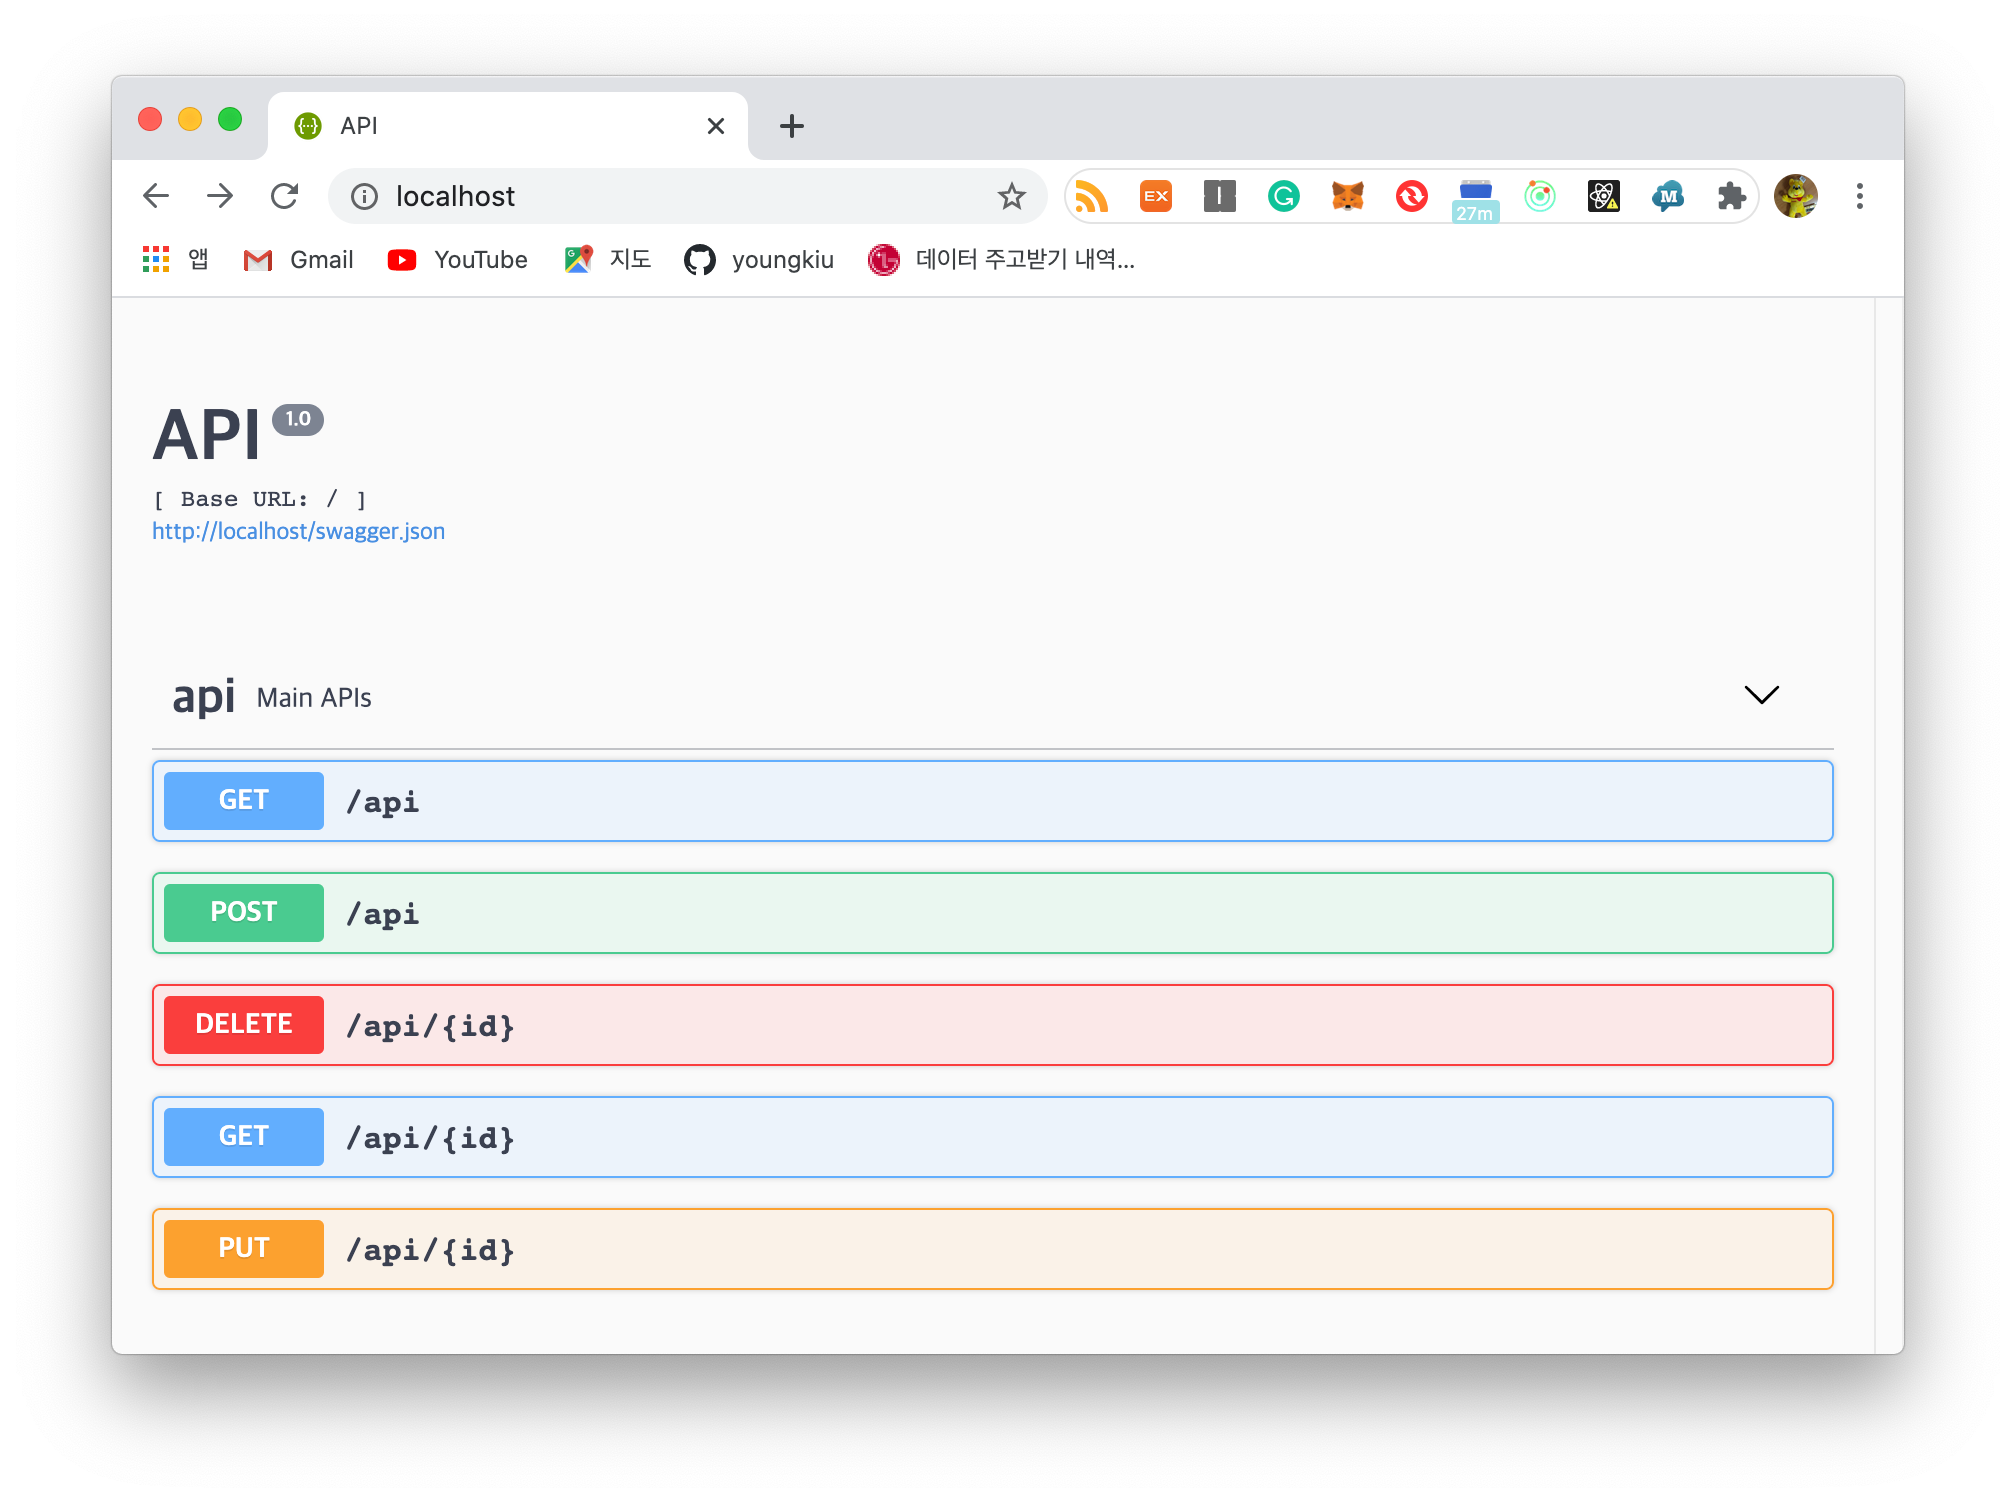 API
localhost
EX
27m
M
앱 Gmail YouTube 지도 youngkiu 데이터 주고받기 내역...
API 1.0
[ Base URL: / ]
http://localhost/swagger.json
api Main APIs
GET /api
POST /api
DELETE /api/{id}
GET /api/{id}
PUT /api/{id}